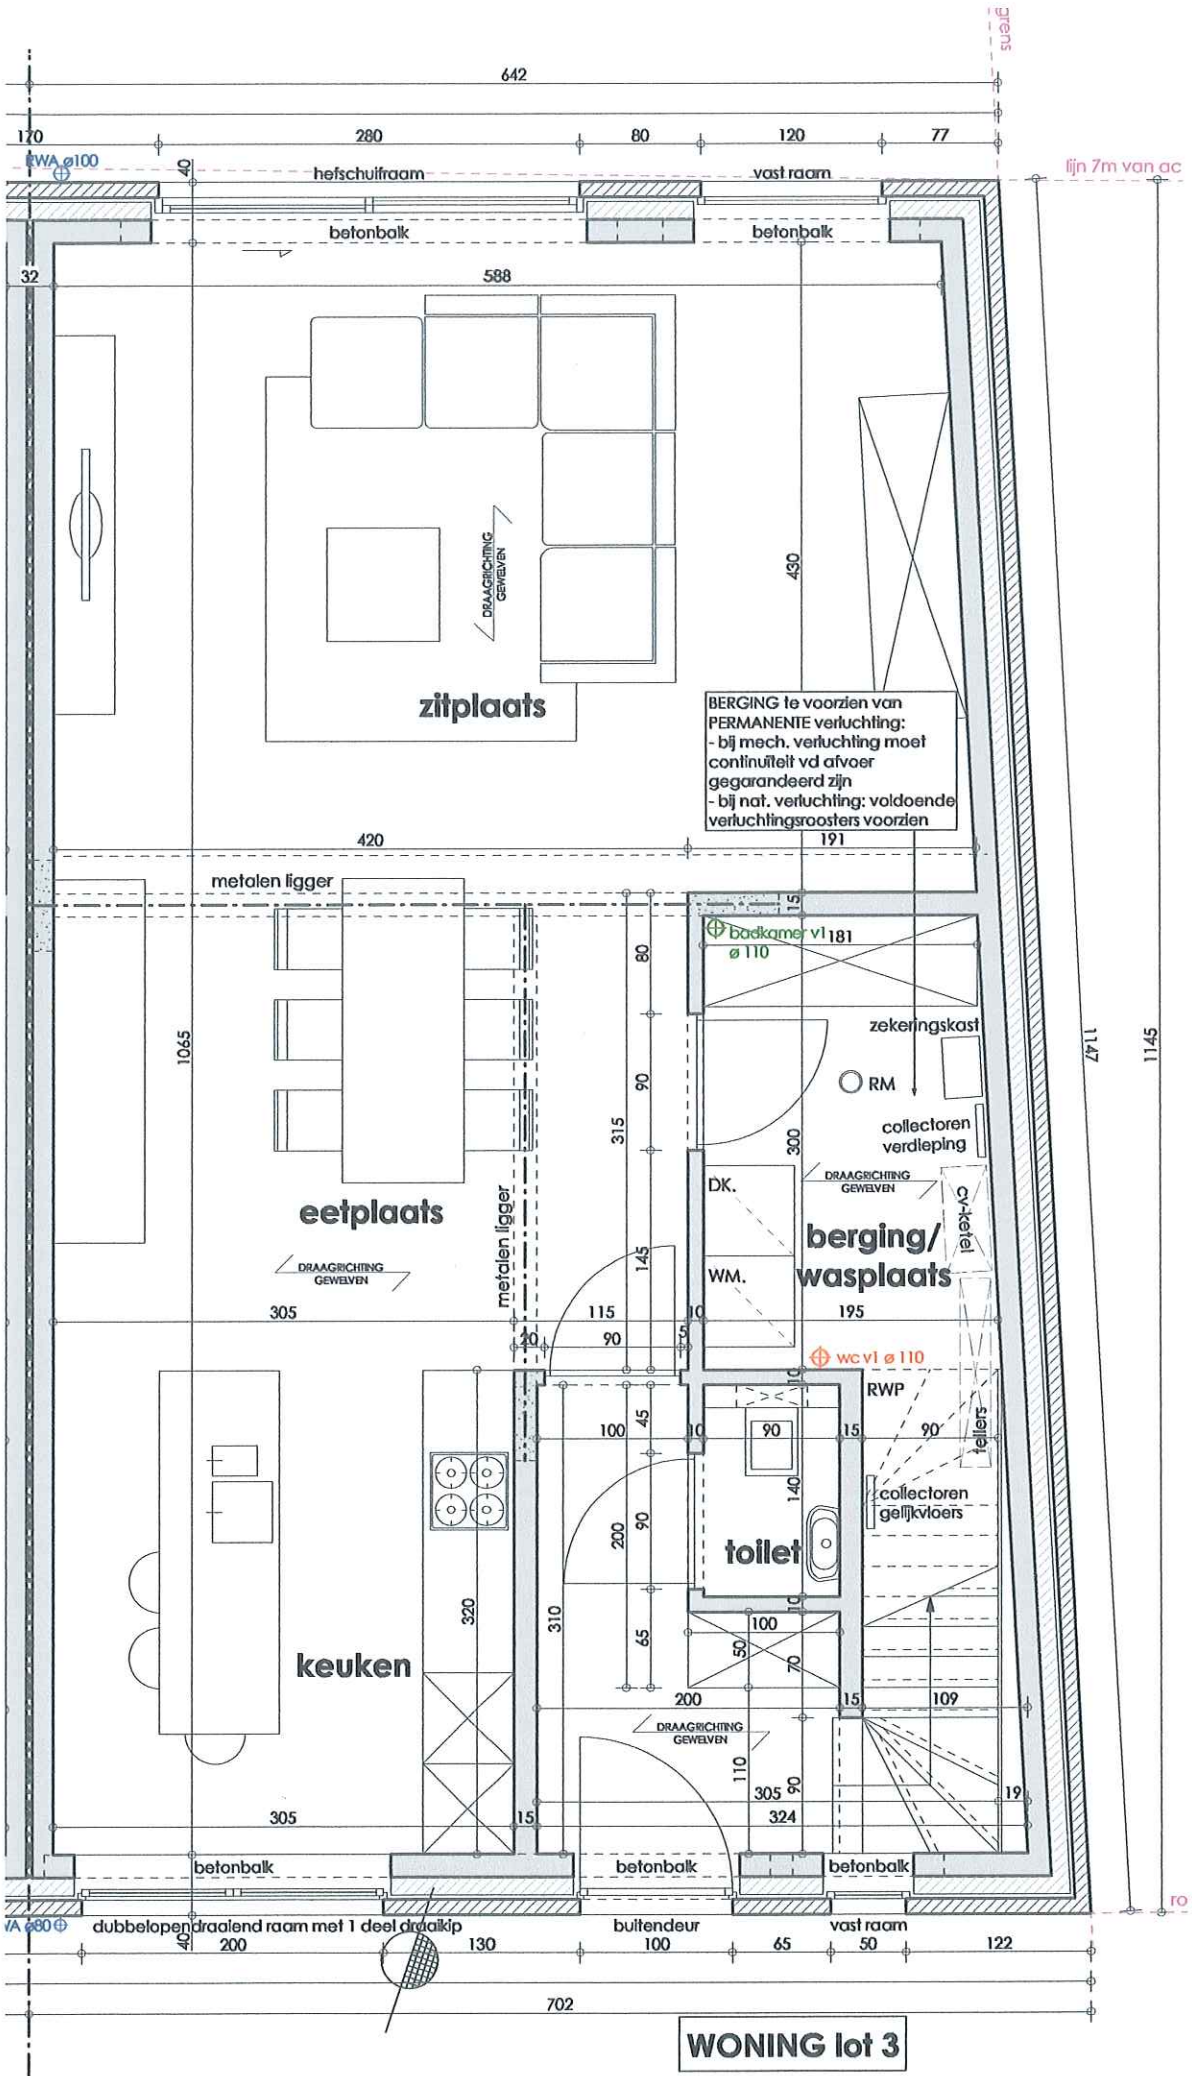 grens
642
170
280
80
120
77
RWA ø100
40
hefschuifraam
vast raam
lijn 7m van ac
betonbalk
betonbalk
32
588
DRAAGRICHTING
GEWELVEN
430
zitplaats
BERGING te voorzien van
PERMANENTE verluchting:
- bij mech. verluchting moet
continuïteit vd afvoer
gegarandeerd zijn
- bij nat. verluchting: voldoende
verluchtingsroosters voorzien
420
191
metalen ligger
15
badkamer v1
ø 110
181
80
zekeringskast
1065
1147
1145
90
RM
315
collectoren
verdieping
300
DK.
DRAAGRICHTING
GEWELVEN
cv-ketel
eetplaats
metalen ligger
berging/
wasplaats
145
DRAAGRICHTING
GEWELVEN
WM.
305
115
10
195
20
90
5
wc v1 ø 110
10
RWP
45
100
10
90
15
90
tellers
140
collectoren
gelijkvloers
200
90
toilet
320
310
10
65
100
50
70
keuken
200
15
109
DRAAGRICHTING
GEWELVEN
110
90
305
19
305
15
324
betonbalk
betonbalk
betonbalk
ro
VA ø80
dubbelopendraaiend raam met 1 deel draaikip
buitendeur
vast raam
40
200
130
100
65
50
122
702
WONING lot 3